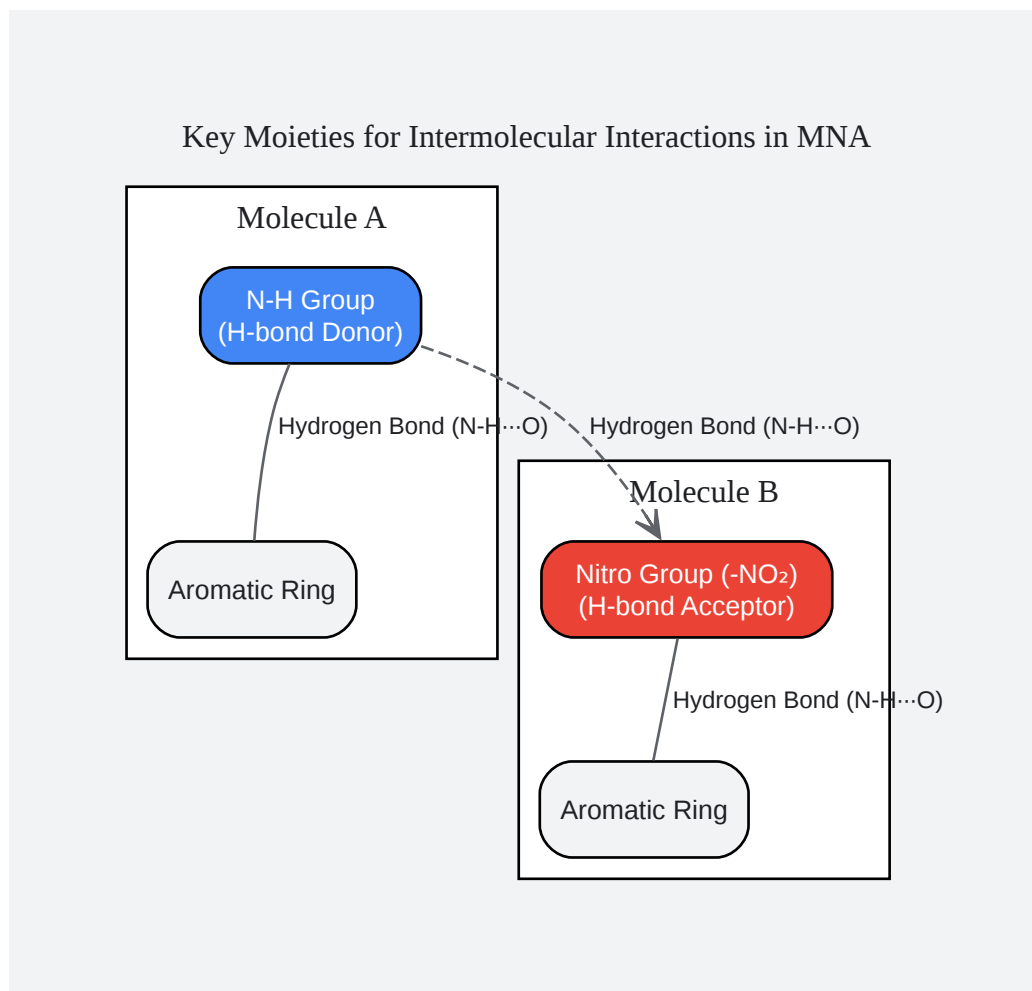 Key Moieties for Intermolecular Interactions in MNA
Molecule A
N-H Group
(H-bond Donor)
Hydrogen Bond (N-H···O)
Hydrogen Bond (N-H···O)
Molecule B
Aromatic Ring
Nitro Group (-NO₂)
(H-bond Acceptor)
Hydrogen Bond (N-H···O)
Aromatic Ring